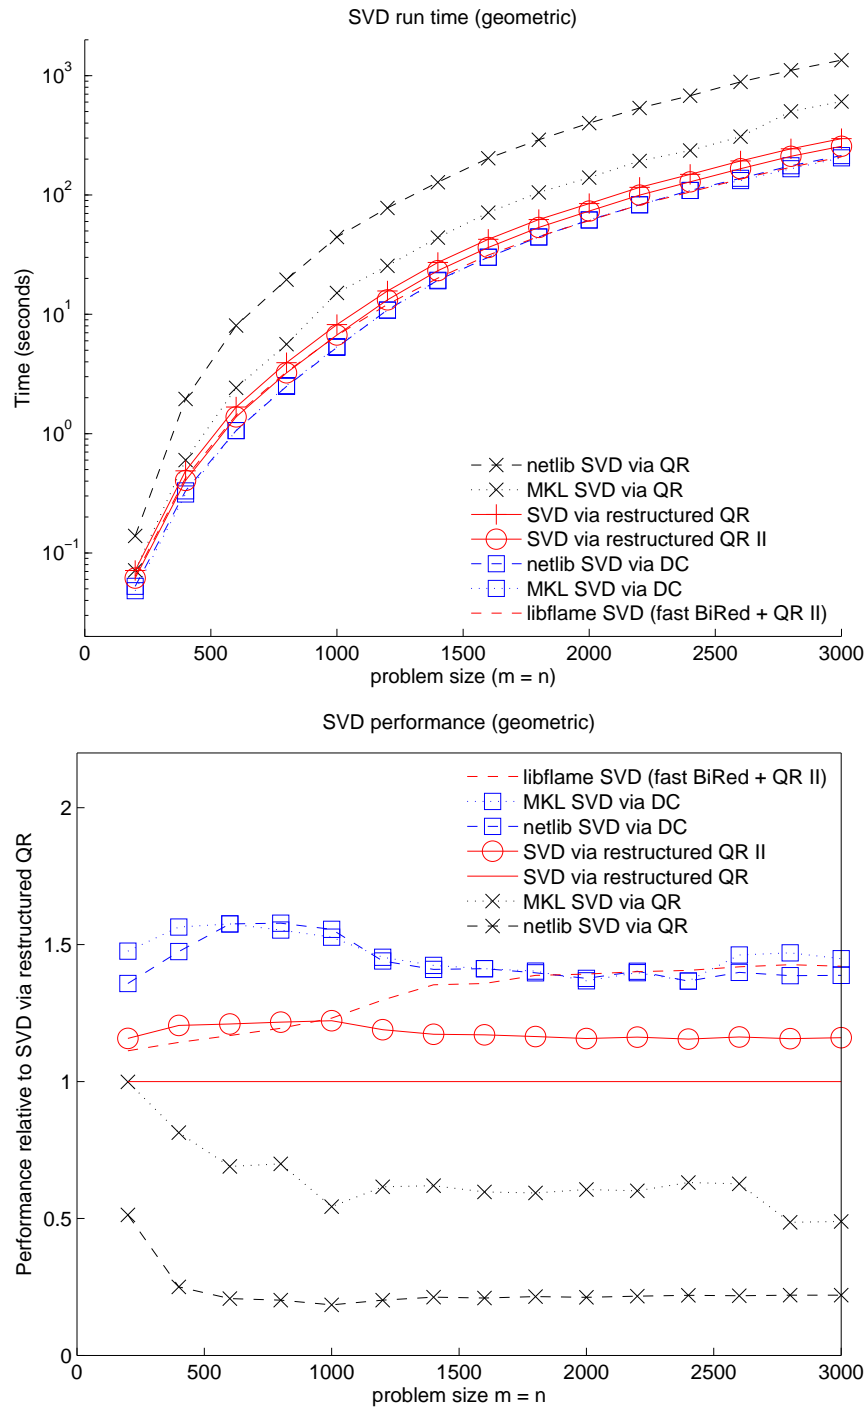 SVD run time (geometric)
10^3
10^2
10^1
10^0
10^−1
Time (seconds)
netlib SVD via QR
MKL SVD via QR
SVD via restructured QR
SVD via restructured QR II
netlib SVD via DC
MKL SVD via DC
libflame SVD (fast BiRed + QR II)
0 500 1000 1500 2000 2500 3000
problem size (m = n)
SVD performance (geometric)
2
1.5
1
0.5
0
Performance relative to SVD via restructured QR
libflame SVD (fast BiRed + QR II)
MKL SVD via DC
netlib SVD via DC
SVD via restructured QR II
SVD via restructured QR
MKL SVD via QR
netlib SVD via QR
0 500 1000 1500 2000 2500 3000
problem size m = n